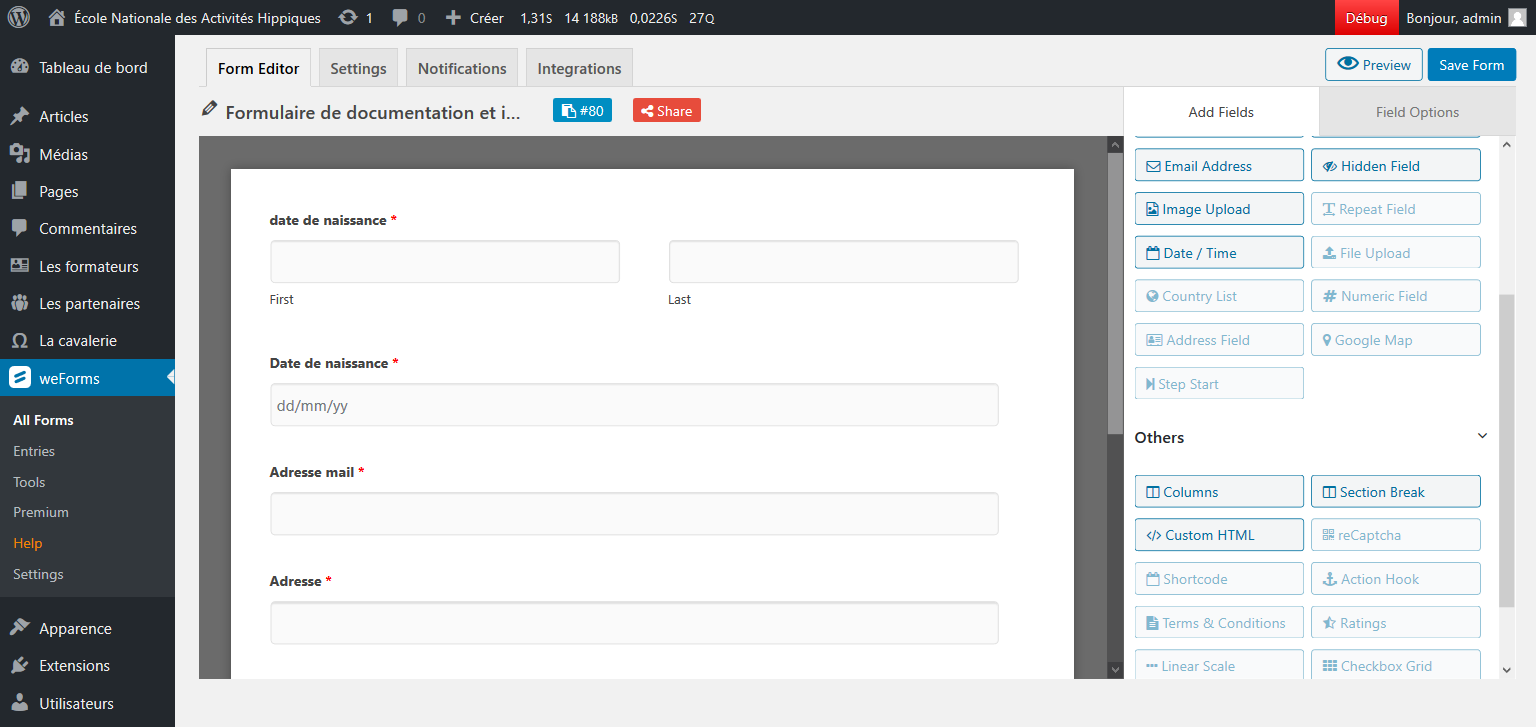 École Nationale des Activités Hippiques 1 0 Créer 1,31s 14 188kB 0,0226s 27Q Débug Bonjour, admin
Tableau de bord
Articles
Médias
Pages
Commentaires
Les formateurs
Les partenaires
La cavalerie
weForms
All Forms
Entries
Tools
Premium
Help
Settings
Apparence
Extensions
Utilisateurs
Form Editor Settings Notifications Integrations Preview Save Form
Formulaire de documentation et i... #80 Share
date de naissance *
First Last
Date de naissance *
dd/mm/yy
Adresse mail *
Adresse *
Add Fields Field Options
Email Address Hidden Field
Image Upload Repeat Field
Date / Time File Upload
Country List Numeric Field
Address Field Google Map
Step Start
Others
Columns Section Break
Custom HTML reCaptcha
Shortcode Action Hook
Terms & Conditions Ratings
Linear Scale Checkbox Grid